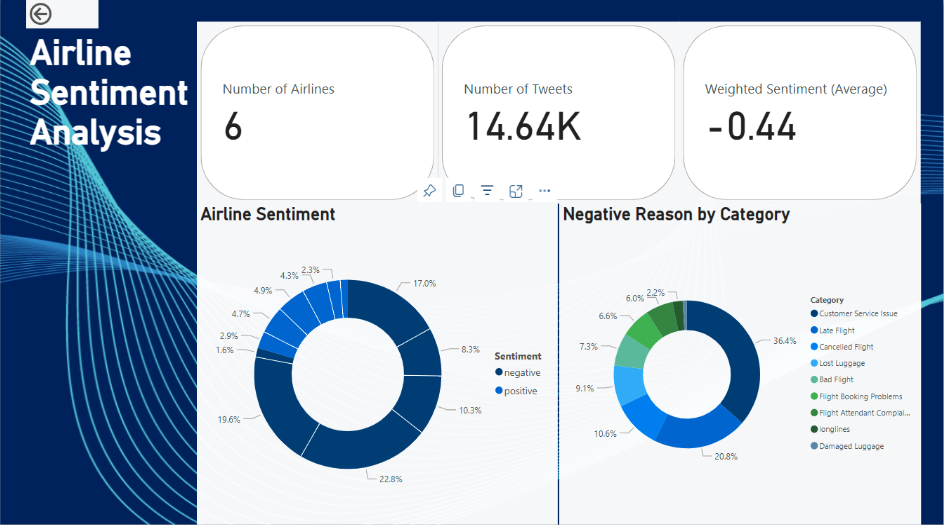 Airline
Sentiment
Analysis
Number of Airlines
6
Number of Tweets
14.64K
Weighted Sentiment (Average)
-0.44
Airline Sentiment
2.3%
4.3%
4.9%
4.7%
2.9%
1.6%
19.6%
17.0%
8.3%
10.3%
22.8%
Sentiment
negative
positive
Negative Reason by Category
2.2%
6.0%
6.6%
7.3%
9.1%
10.6%
20.8%
36.4%
Category
Customer Service Issue
Late Flight
Cancelled Flight
Lost Luggage
Bad Flight
Flight Booking Problems
Flight Attendant Complai...
longlines
Damaged Luggage